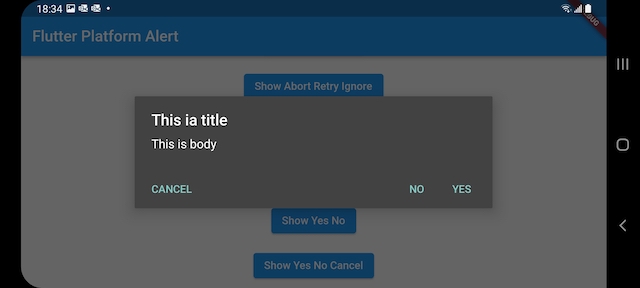 18:34
Flutter Platform Alert
Show Abort Retry Ignore
This ia title
This is body
CANCEL NO YES
Show Yes No
Show Yes No Cancel